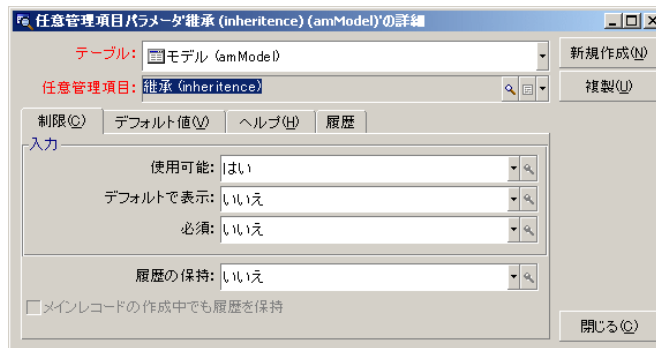 任意管理項目パラメータ'継承 (inheritence) (amModel)'の詳細
テーブル: モデル (amModel)
新規作成(N)
任意管理項目: 継承 (inheritence)
複製(U)
制限(C) デフォルト値(V) ヘルプ(H) 履歴
入力
使用可能: はい
デフォルトで表示: いいえ
必須: いいえ
履歴の保持: いいえ
メインレコードの作成中でも履歴を保持
閉じる(C)